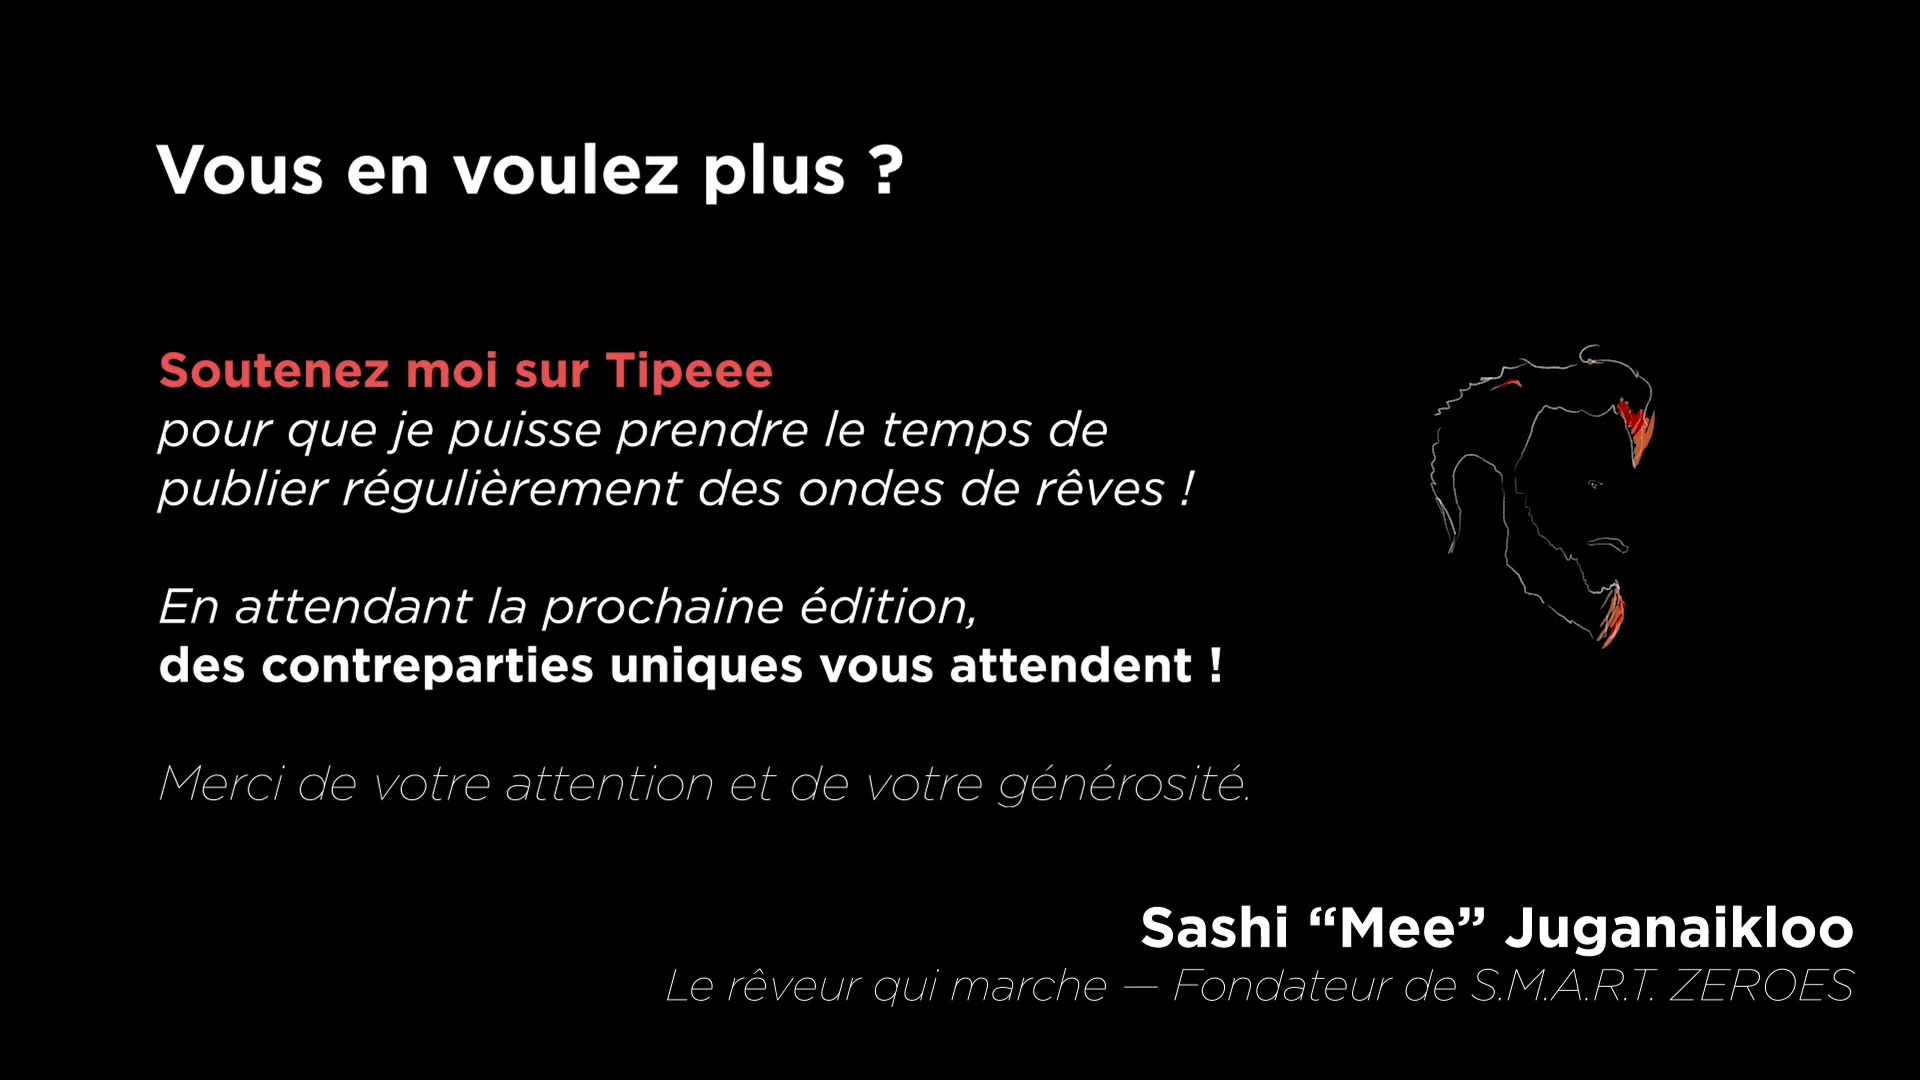 Vous en voulez plus ?
Soutenez moi sur Tipeee
pour que je puisse prendre le temps de
publier régulièrement des ondes de rêves !
En attendant la prochaine édition,
des contreparties uniques vous attendent !
Merci de votre attention et de votre générosité.
Sashi “Mee” Juganaikloo
Le rêveur qui marche — Fondateur de S.M.A.R.T. ZEROES